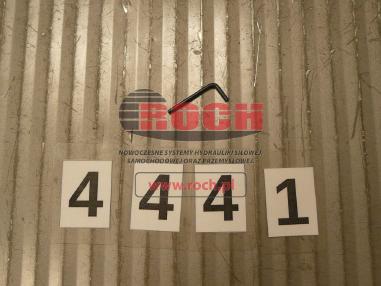 ROCH
NOWOCZESNE SYSTEMY HYDRAULIKI SIŁOWEJ
SAMOCHODOWEJ ORAZ PRZEMYSŁOWEJ
www.roch.pl
4 4 4 1